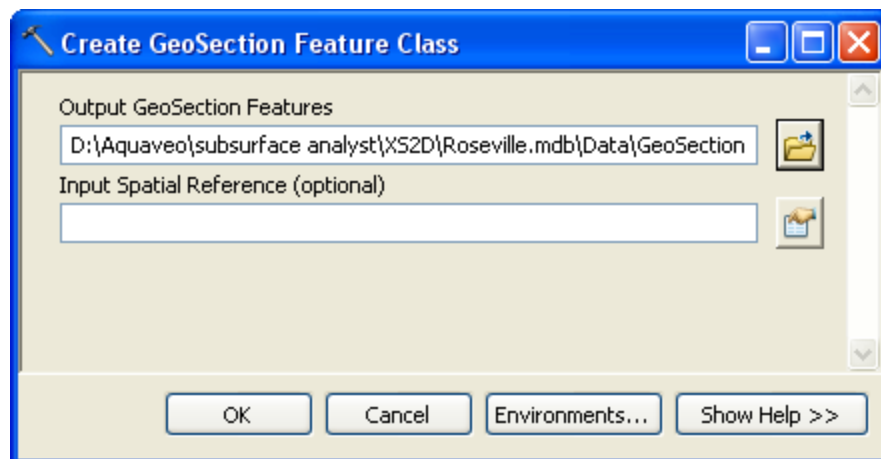 Create GeoSection Feature Class
Output GeoSection Features
D:\Aquaveo\subsurface analyst\XS2D\Roseville.mdb\Data\GeoSection
Input Spatial Reference (optional)
OK
Cancel
Environments...
Show Help >>